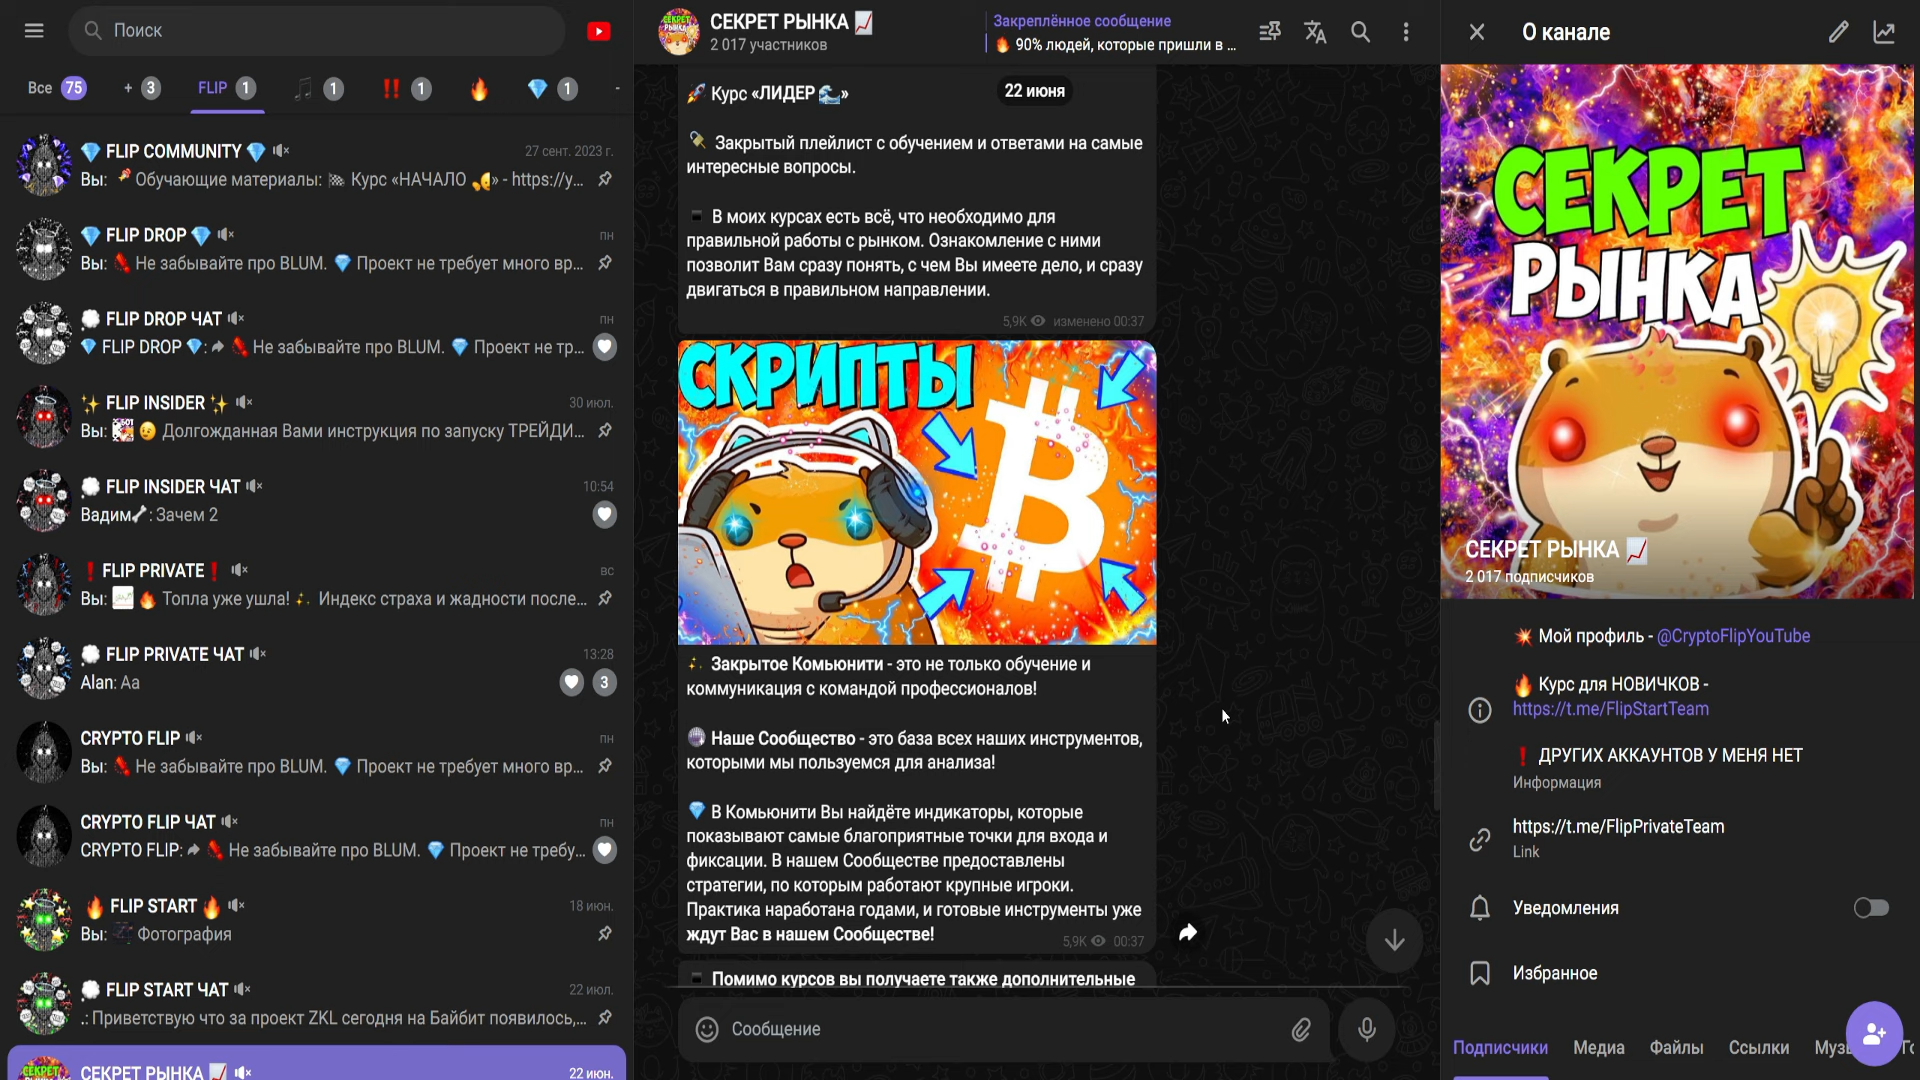 Поиск
Все 75
+ 3
FLIP 1
1
1
1
FLIP COMMUNITY
27 сент. 2023 г.
Вы: Обучающие материалы: Курс «НАЧАЛО » - https://y...
FLIP DROP
пн
Вы: Не забывайте про BLUM. Проект не требует много вр...
FLIP DROP ЧАТ
пн
FLIP DROP : Не забывайте про BLUM. Проект не тр...
FLIP INSIDER
30 июл.
Вы: Долгожданная Вами инструкция по запуску ТРЕЙДИ...
FLIP INSIDER ЧАТ
10:54
Вадим : Зачем 2
FLIP PRIVATE
вс
Вы: Топла уже ушла! Индекс страха и жадности после...
FLIP PRIVATE ЧАТ
13:28
Alan: Аа
3
CRYPTO FLIP
пн
Вы: Не забывайте про BLUM. Проект не требует много вр...
CRYPTO FLIP ЧАТ
пн
CRYPTO FLIP: Не забывайте про BLUM. Проект не требу...
FLIP START
18 июн.
Вы: Фотография
FLIP START ЧАТ
22 июл.
.: Приветствую что за проект ZKL сегодня на Байбит появилось,...
СЕКРЕТ РЫНКА
22 июн.
СЕКРЕТ РЫНКА
2 017 участников
Закреплённое сообщение
90% людей, которые пришли в ...
22 июня
Курс «ЛИДЕР »
Закрытый плейлист с обучением и ответами на самые
интересные вопросы.
В моих курсах есть всё, что необходимо для
правильной работы с рынком. Ознакомление с ними
позволит Вам сразу понять, с чем Вы имеете дело, и сразу
двигаться в правильном направлении.
5,9K изменено 00:37
СКРИПТЫ
Закрытое Комьюнити - это не только обучение и
коммуникация с командой профессионалов!
Наше Сообщество - это база всех наших инструментов,
которыми мы пользуемся для анализа!
В Комьюнити Вы найдёте индикаторы, которые
показывают самые благоприятные точки для входа и
фиксации. В нашем Сообществе предоставлены
стратегии, по которым работают крупные игроки.
Практика наработана годами, и готовые инструменты уже
ждут Вас в нашем Сообществе!
5,9K 00:37
Помимо курсов вы получаете также дополнительные
Сообщение
О канале
СЕКРЕТ
РЫНКА
СЕКРЕТ РЫНКА
2 017 подписчиков
Мой профиль - @CryptoFlipYouTube
Курс для НОВИЧКОВ -
https://t.me/FlipStartTeam
ДРУГИХ АККАУНТОВ У МЕНЯ НЕТ
Информация
https://t.me/FlipPrivateTeam
Link
Уведомления
Избранное
Подписчики
Медиа
Файлы
Ссылки